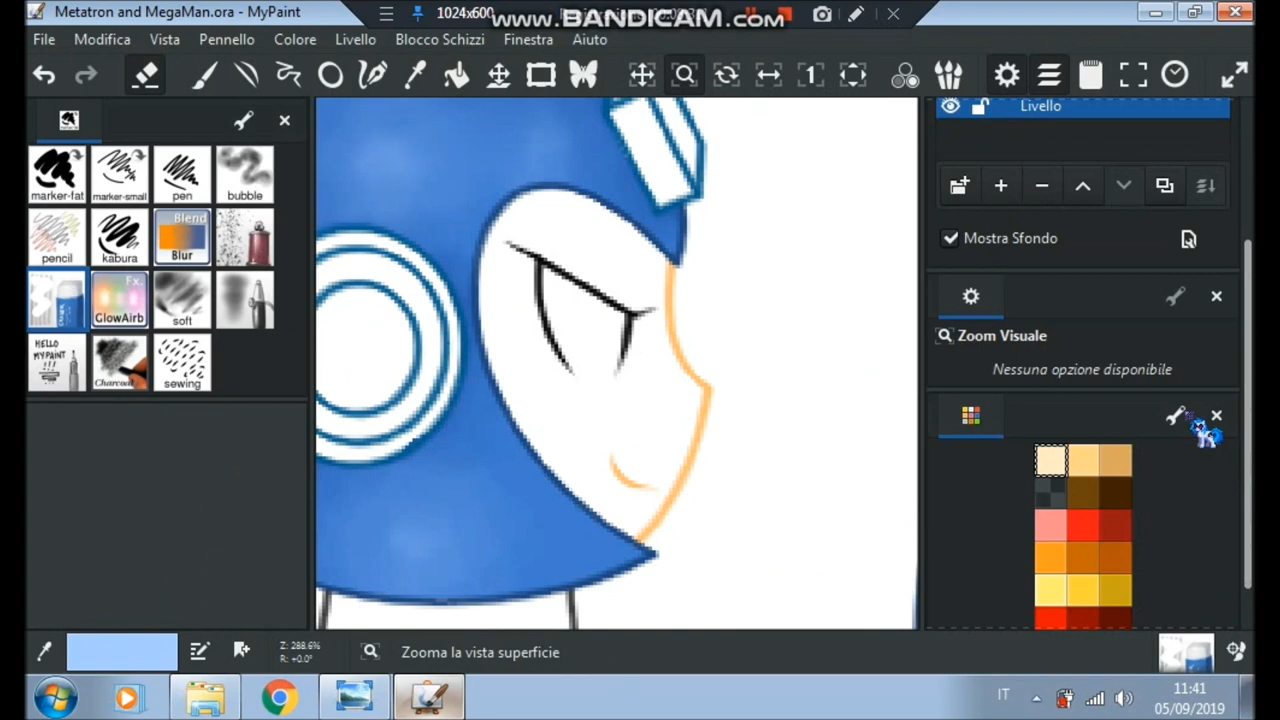 Metatron and MegaMan.ora - MyPaint
1024x600
www.BANDICAM.com
File Modifica Vista Pennello Colore Livello Blocco Schizzi Finestra Aiuto
1
Livello
marker-fat marker-small pen bubble
pencil kabura Blend Blur
Fx. GlowAirb soft
HELLO MYPAINT !!! Charcoal sewing
Mostra Sfondo
Zoom Visuale
Nessuna opzione disponibile
Z: 288.6%
R: +0.0°
Zooma la vista superficie
IT
11:41
05/09/2019